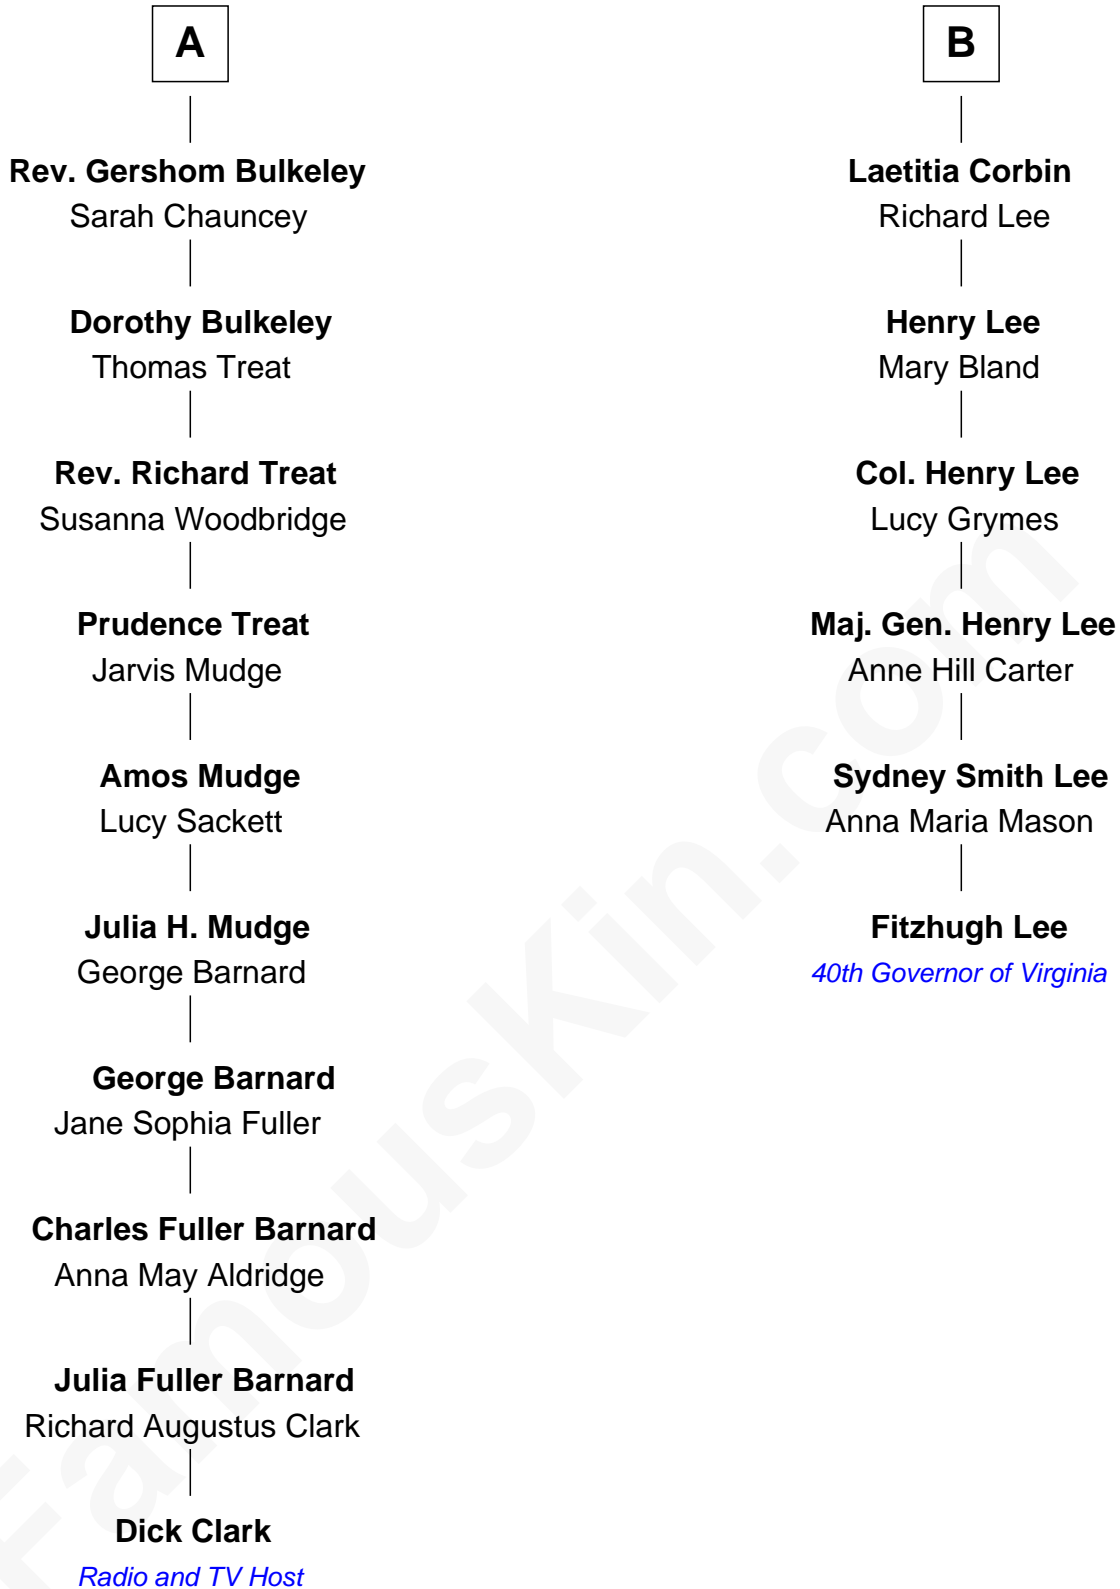 A
Rev. Gershom Bulkeley
Sarah Chauncey
Dorothy Bulkeley
Thomas Treat
Rev. Richard Treat
Susanna Woodbridge
Prudence Treat
Jarvis Mudge
Amos Mudge
Lucy Sackett
Julia H. Mudge
George Barnard
George Barnard
Jane Sophia Fuller
Charles Fuller Barnard
Anna May Aldridge
Julia Fuller Barnard
Richard Augustus Clark
Dick Clark
Radio and TV Host
B
Laetitia Corbin
Richard Lee
Henry Lee
Mary Bland
Col. Henry Lee
Lucy Grymes
Maj. Gen. Henry Lee
Anne Hill Carter
Sydney Smith Lee
Anna Maria Mason
Fitzhugh Lee
40th Governor of Virginia
FamousKin.com